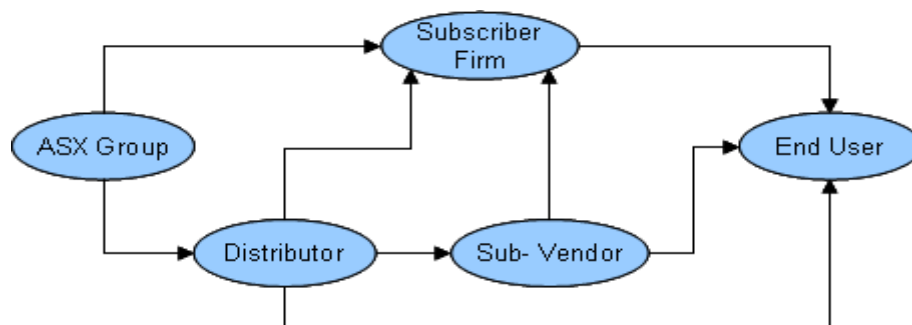 Subscriber
Firm
ASX Group
End User
Distributor
Sub- Vendor